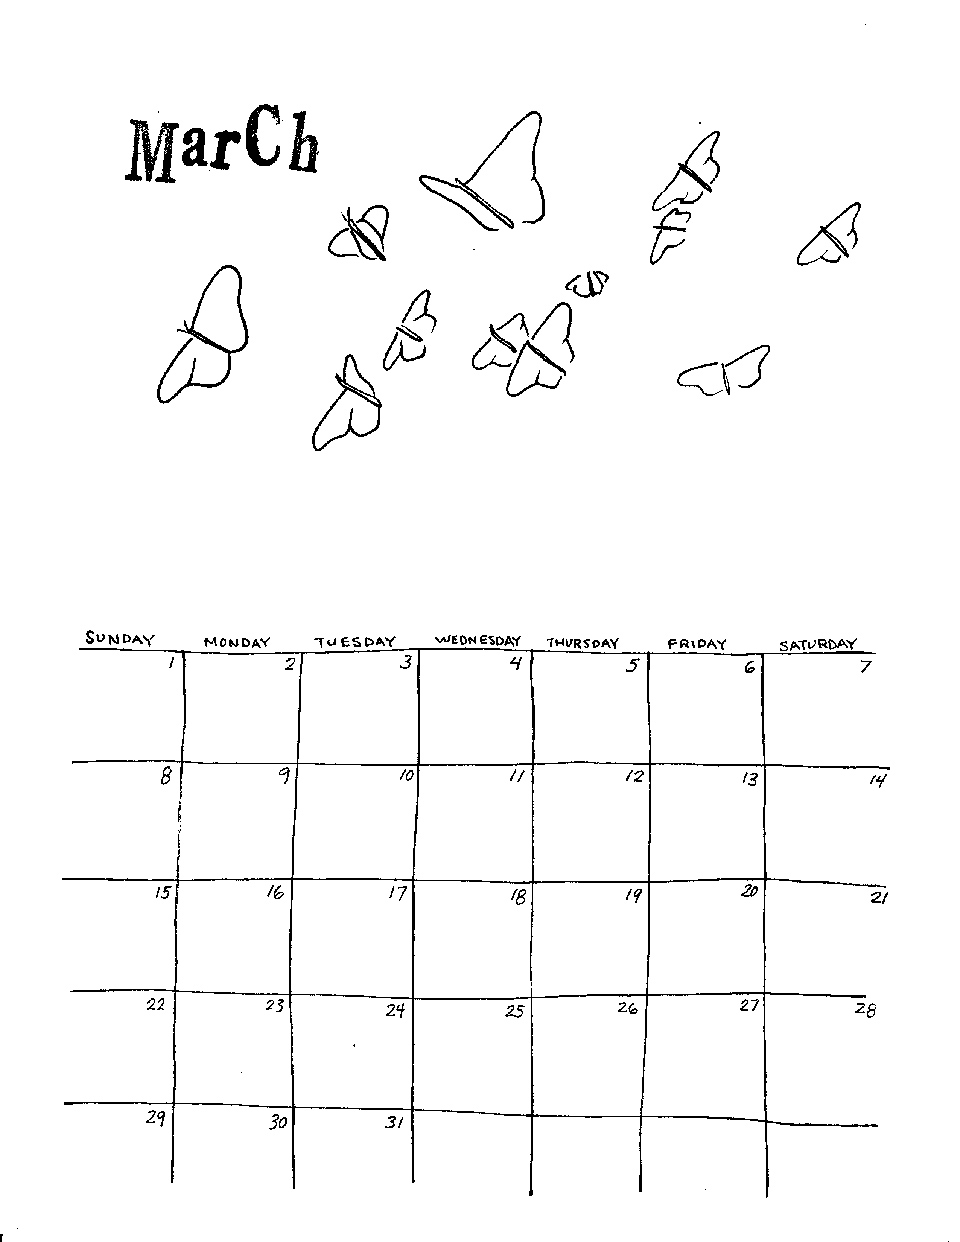 MarCh
SUNDAY MONDAY TUESDAY WEDNESDAY THURSDAY FRIDAY SATURDAY
1 2 3 4 5 6 7
8 9 10 11 12 13 14
15 16 17 18 19 20 21
22 23 24 25 26 27 28
29 30 31